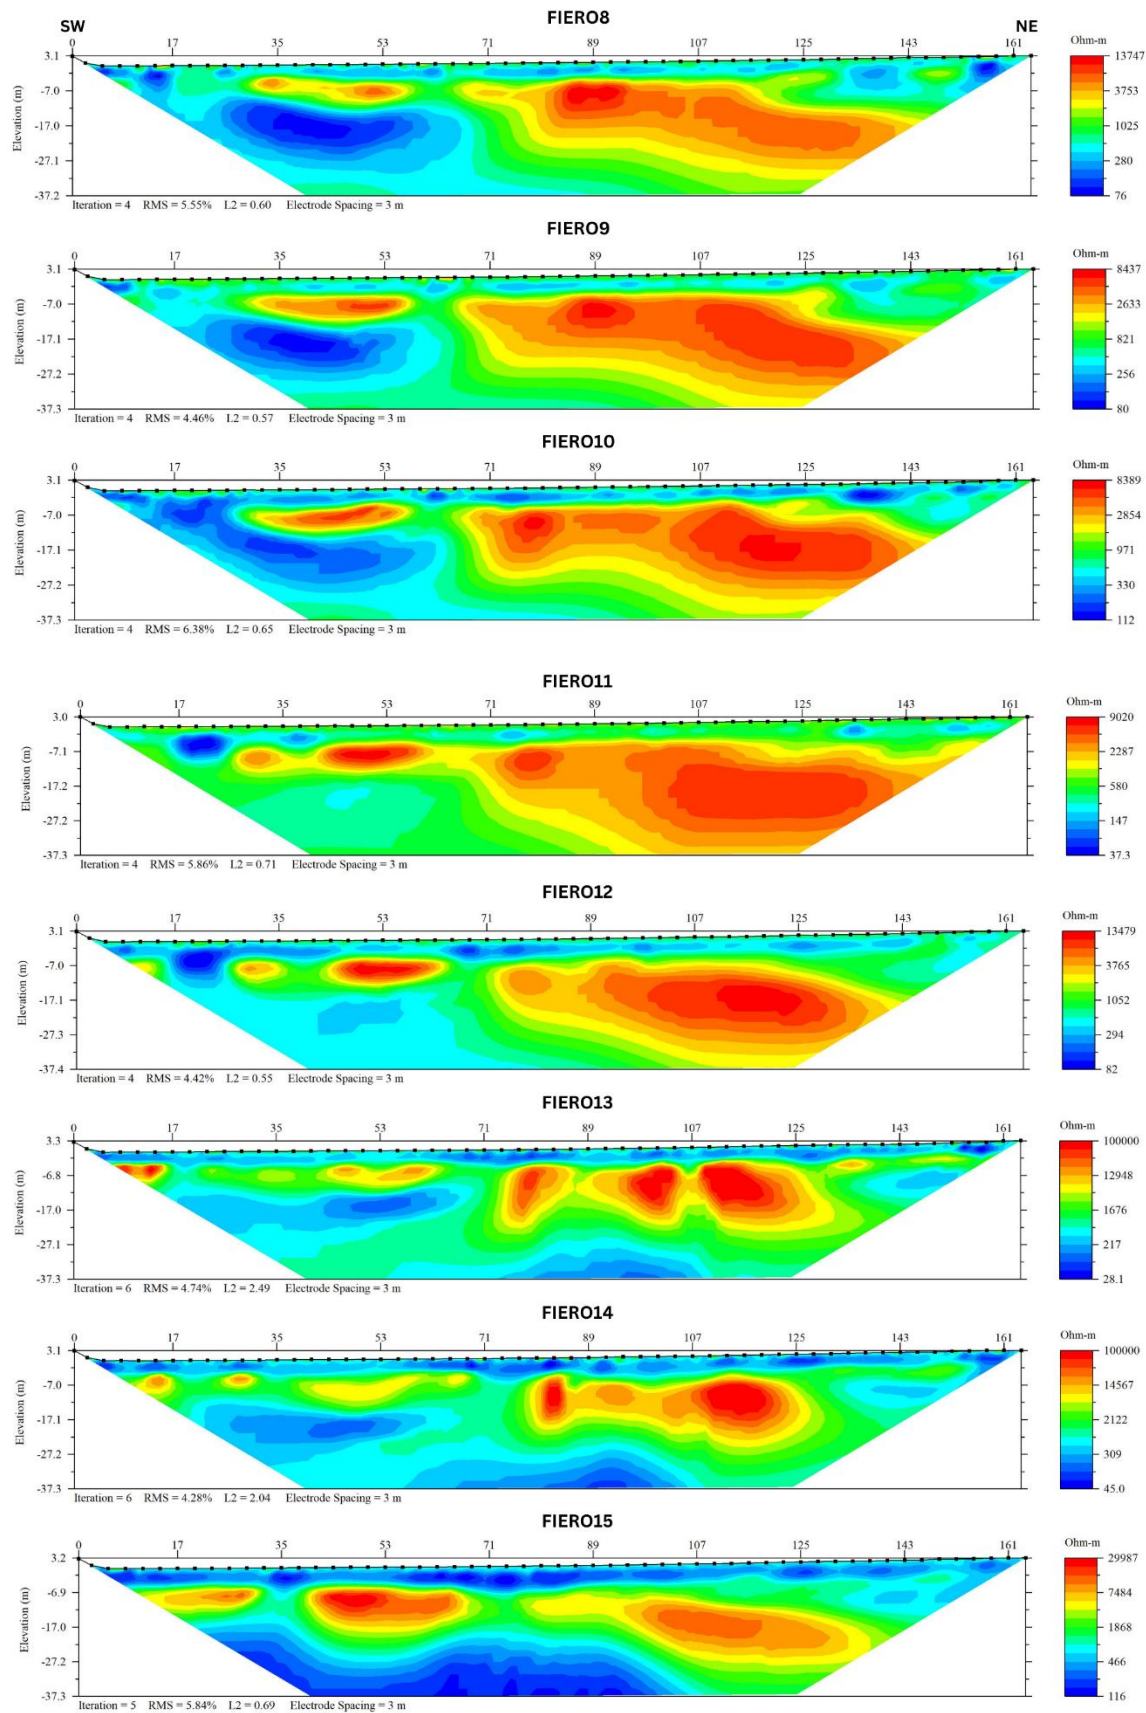 FIERO8
SW NE
0 17 35 53 71 89 107 125 143 161 Ohm-m
3.1 13747
-7.0 3753
-17.0 1025
-27.1 280
-37.2 76
Elevation (m)
Iteration = 4 RMS = 5.55% L2 = 0.60 Electrode Spacing = 3 m
FIERO9
0 17 35 53 71 89 107 125 143 161 Ohm-m
3.1 8437
-7.0 2633
-17.1 821
-27.2 256
-37.3 80
Elevation (m)
Iteration = 4 RMS = 4.46% L2 = 0.57 Electrode Spacing = 3 m
FIERO10
0 17 35 53 71 89 107 125 143 161 Ohm-m
3.1 8389
-7.0 2854
-17.1 971
-27.2 330
-37.3 112
Elevation (m)
Iteration = 4 RMS = 6.38% L2 = 0.65 Electrode Spacing = 3 m
FIERO11
0 17 35 53 71 89 107 125 143 161 Ohm-m
3.0 9020
-7.1 2287
-17.2 580
-27.2 147
-37.3 37.3
Elevation (m)
Iteration = 4 RMS = 5.86% L2 = 0.71 Electrode Spacing = 3 m
FIERO12
0 17 35 53 71 89 107 125 143 161 Ohm-m
3.1 13479
-7.0 3765
-17.1 1052
-27.3 294
-37.4 82
Elevation (m)
Iteration = 4 RMS = 4.42% L2 = 0.55 Electrode Spacing = 3 m
FIERO13
0 17 35 53 71 89 107 125 143 161 Ohm-m
3.3 100000
-6.8 12948
-17.0 1676
-27.1 217
-37.3 28.1
Elevation (m)
Iteration = 6 RMS = 4.74% L2 = 2.49 Electrode Spacing = 3 m
FIERO14
0 17 35 53 71 89 107 125 143 161 Ohm-m
3.1 100000
-7.0 14567
-17.1 2122
-27.2 309
-37.3 45.0
Elevation (m)
Iteration = 6 RMS = 4.28% L2 = 2.04 Electrode Spacing = 3 m
FIERO15
0 17 35 53 71 89 107 125 143 161 Ohm-m
3.2 29987
-6.9 7484
-17.0 1868
-27.2 466
-37.3 116
Elevation (m)
Iteration = 5 RMS = 5.84% L2 = 0.69 Electrode Spacing = 3 m